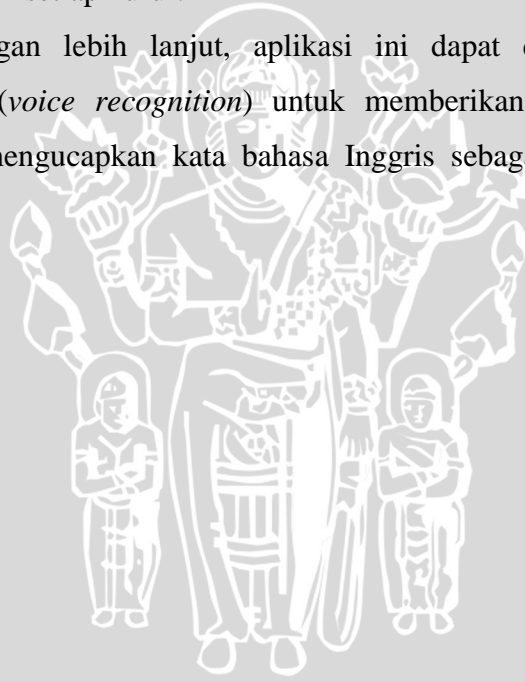 gan lebih lanjut, aplikasi ini dapat
(voice recognition) untuk memberikan
mengucapkan kata bahasa Inggris sebag